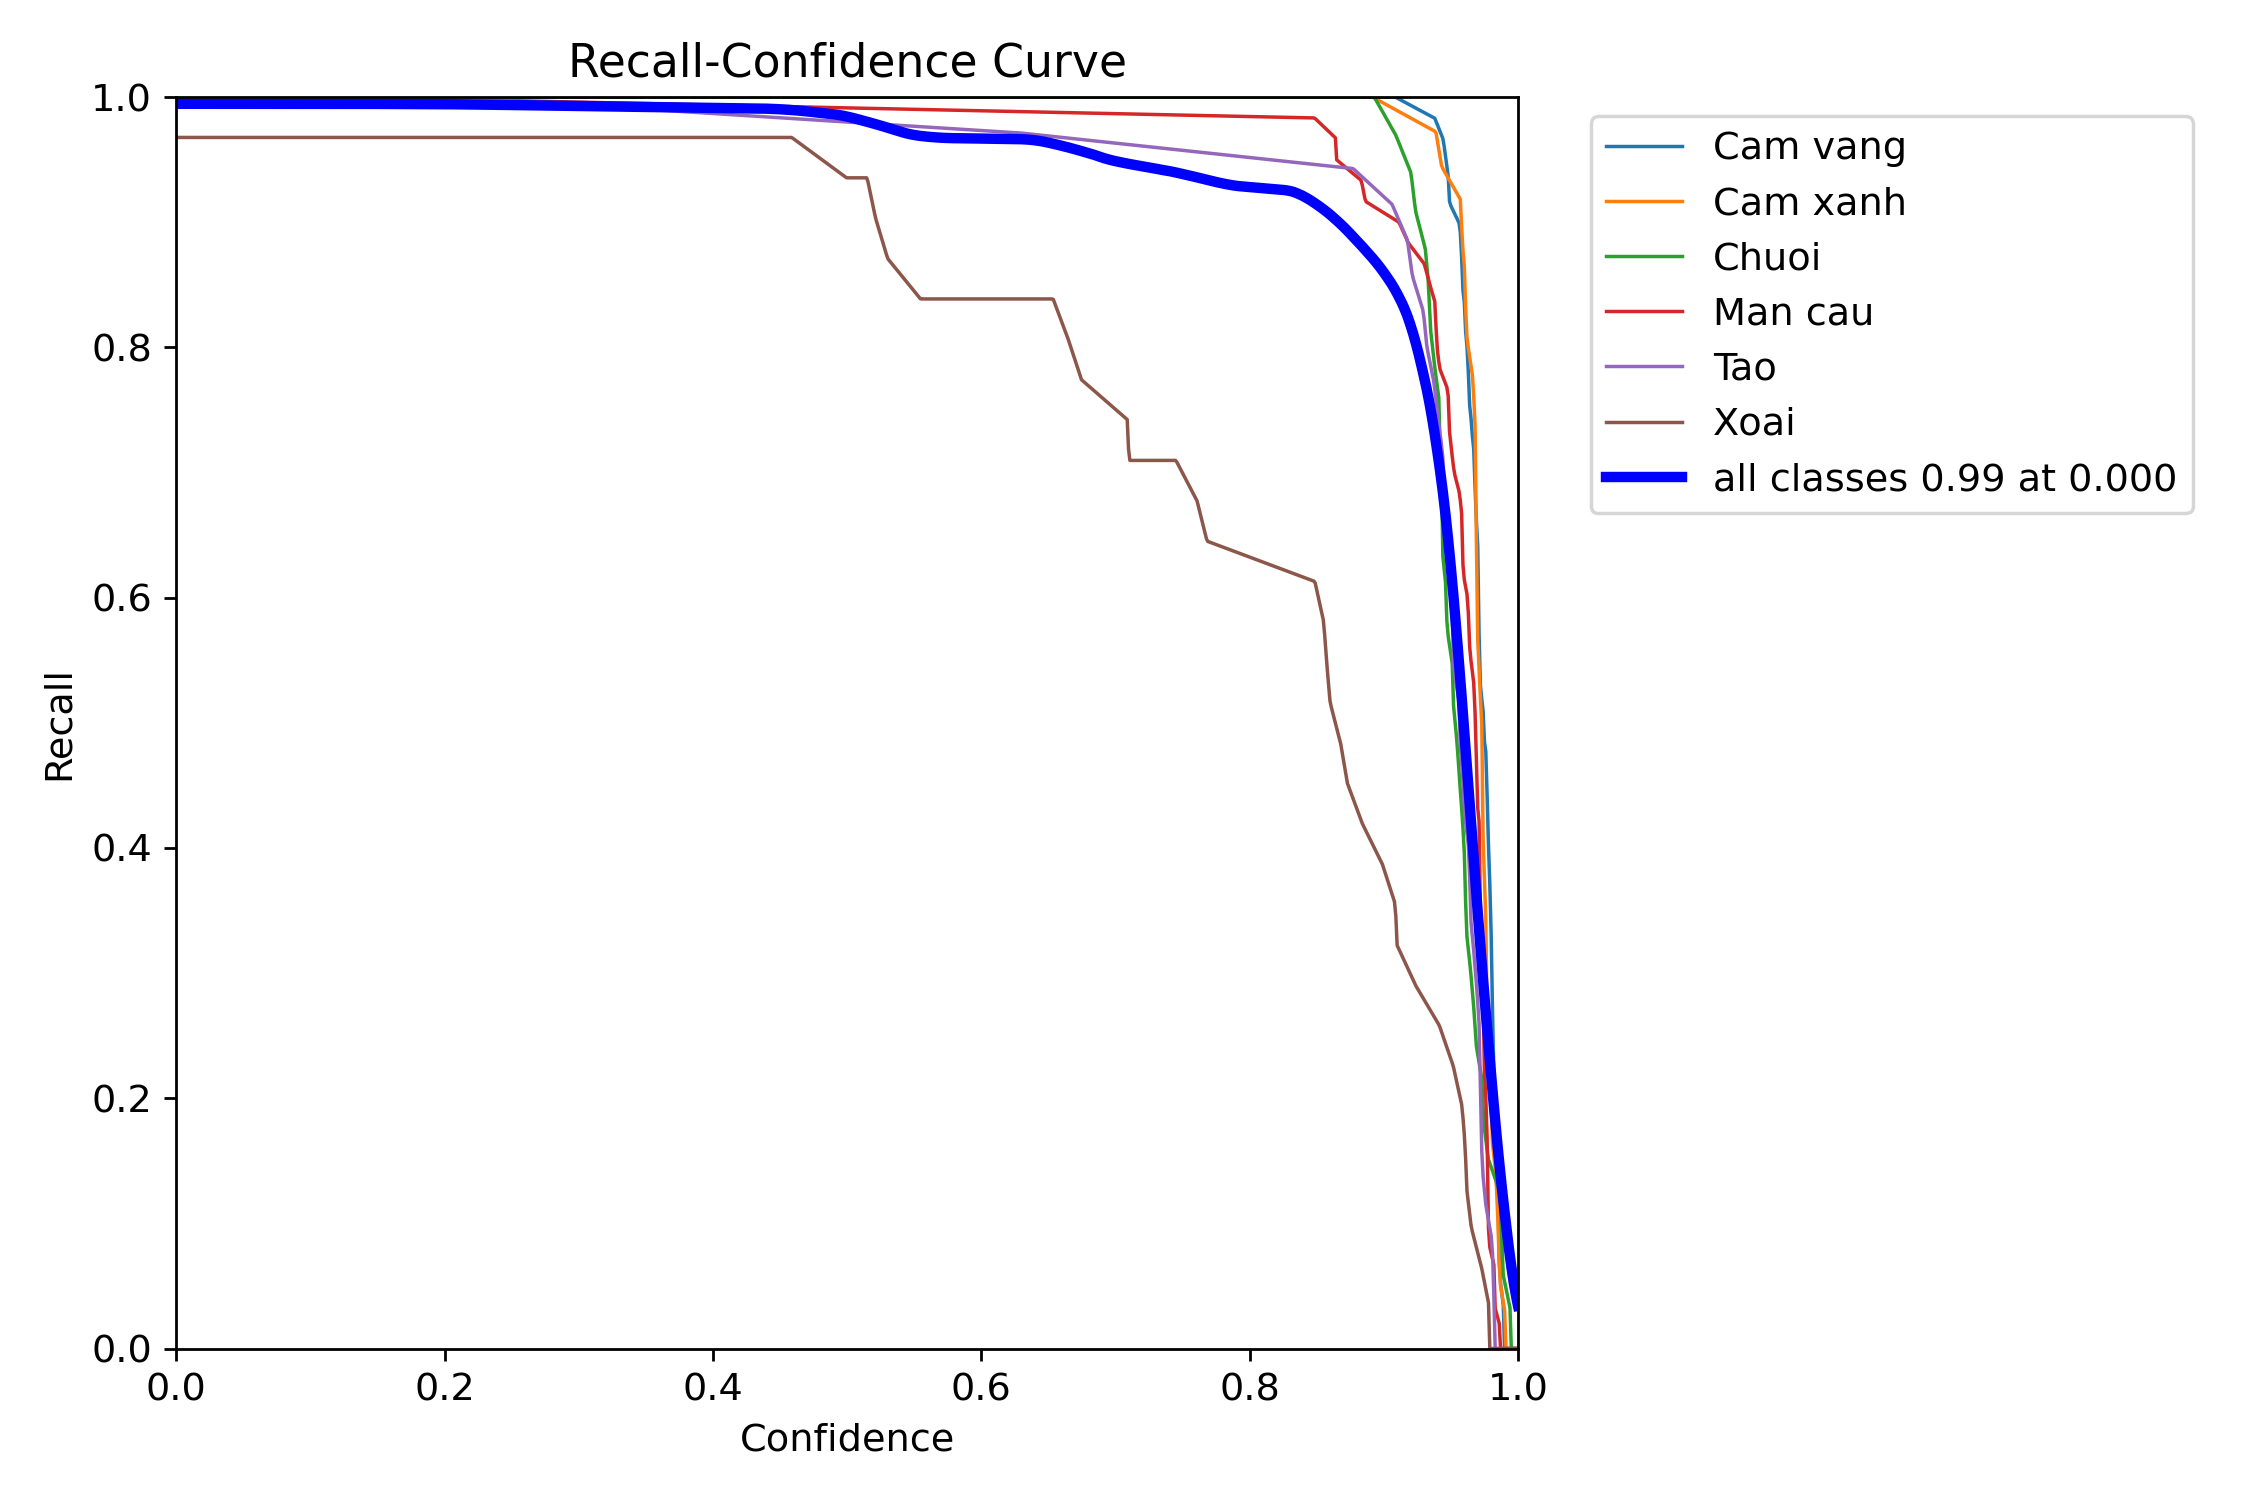 Recall-Confidence Curve
1.0
0.8
0.6
0.4
0.2
0.0
Recall
0.0 0.2 0.4 0.6 0.8 1.0
Confidence
Cam vang
Cam xanh
Chuoi
Man cau
Tao
Xoai
all classes 0.99 at 0.000